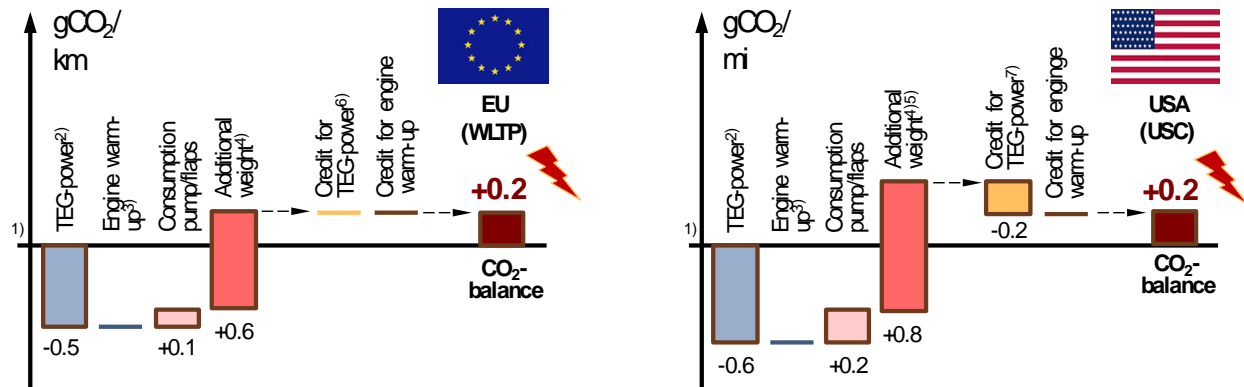 gCO2/
km
EU
(WLTP)
TEG-power2)
Engine warm-
up3)
Consumption
pump/flaps
Additional
weight4)
Credit for
TEG-power6)
Credit for engine
warm-up
+0.2
1)
CO2-
balance
-0.5
+0.1
+0.6
gCO2/
mi
USA
(USC)
TEG-power2)
Engine warm-
up3)
Consumption
pump/flaps
Additional
weight4)5)
Credit for
TEG-power7)
Credit for enginge
warm-up
+0.2
1)
-0.2
CO2-
balance
-0.6
+0.2
+0.8